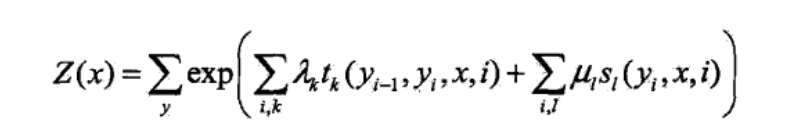 Z(x) = ∑_y exp( ∑_{i,k} λ_k t_k(y_{i-1}, y_i, x, i) + ∑_{i,l} μ_l s_l(y_i, x, i) )